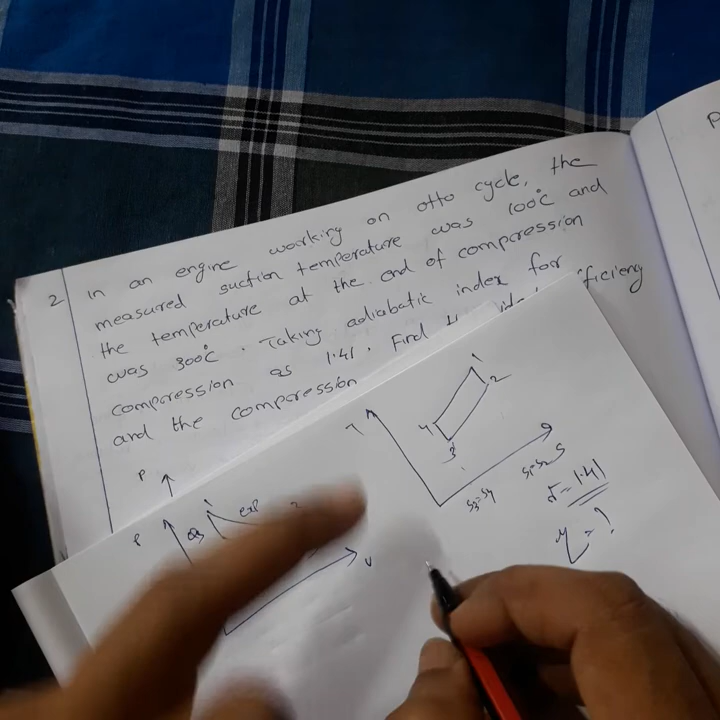 2 in an engine working on otto cycle, the
measured suction temperature was 100°C and
the temperature at the end of compression
was 300°C. Taking adiabatic index for
compression as 1.41. Find
and the compression
P
P
exp
V
T
1
2
3
4
S
S3=S4
γ=1.41
η=?
P